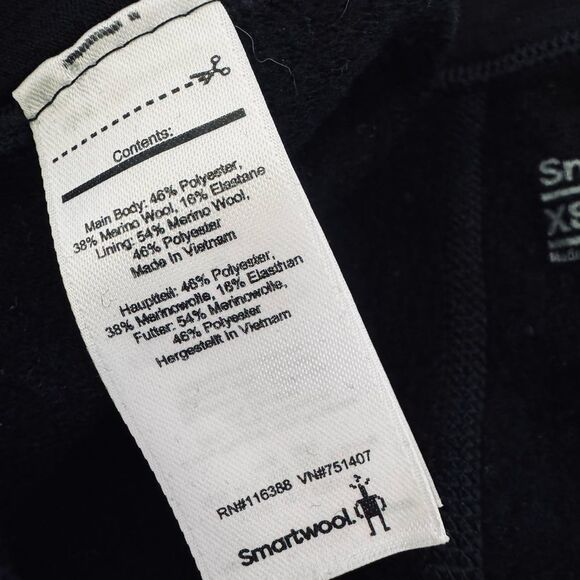 Contents:
Main Body: 46% Polyester,
38% Merino Wool, 16% Elastane
Lining: 54% Merino Wool,
46% Polyester
Made in Vietnam
Hauptteil: 46% Polyester,
38% Merinowolle, 16% Elasthan
Futter: 54% Merinowolle,
46% Polyester
Hergestellt in Vietnam
RN#116388 VN#751407
Smartwool.